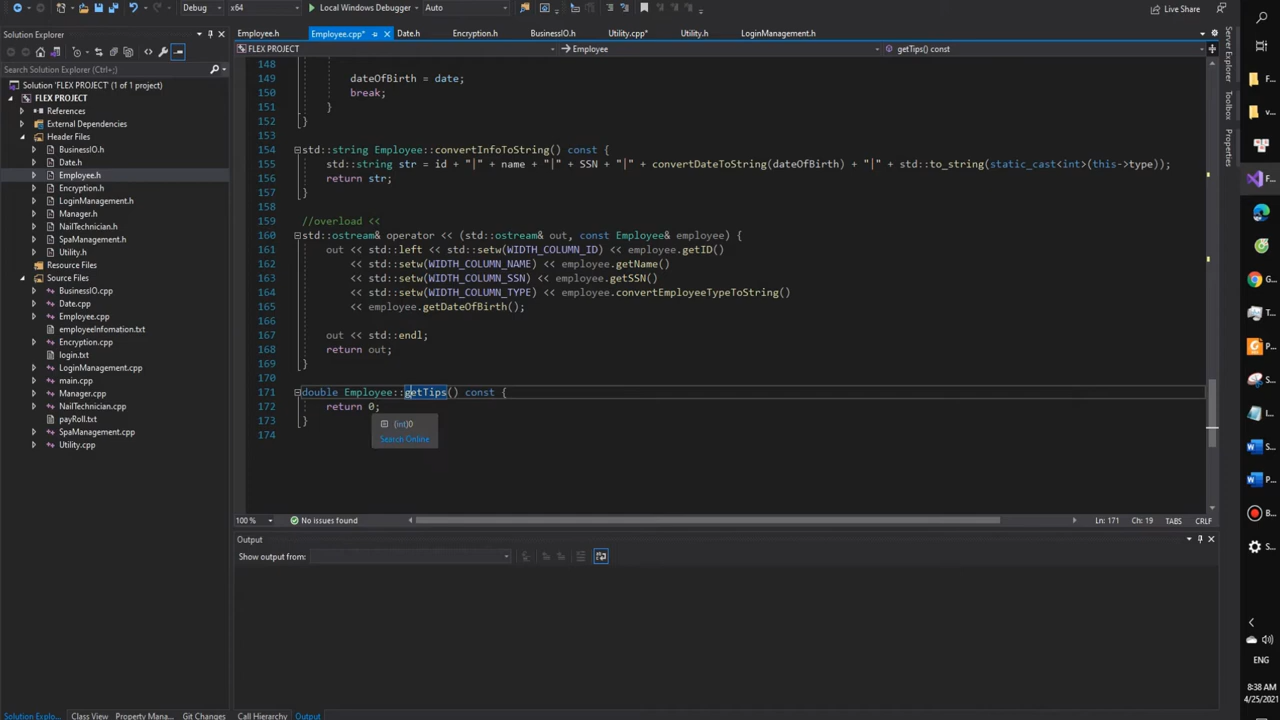 Debug
x64
Local Windows Debugger
Auto
Live Share
Solution Explorer
Employee.h
Employee.cpp*
Date.h
Encryption.h
BusinessIO.h
Utility.cpp*
Utility.h
LoginManagement.h
FLEX PROJECT
Employee
getTips() const
Search Solution Explorer (Ctrl+;)
Solution 'FLEX PROJECT' (1 of 1 project)
FLEX PROJECT
References
External Dependencies
Header Files
BusinessIO.h
Date.h
Employee.h
Encryption.h
LoginManagement.h
Manager.h
NailTechnician.h
SpaManagement.h
Utility.h
Resource Files
Source Files
BusinessIO.cpp
Date.cpp
Employee.cpp
employeeInfomation.txt
Encryption.cpp
login.txt
LoginManagement.cpp
main.cpp
Manager.cpp
NailTechnician.cpp
payRoll.txt
SpaManagement.cpp
Utility.cpp
148
149 dateOfBirth = date;
150 break;
151 }
152 }
153
154 std::string Employee::convertInfoToString() const {
155 std::string str = id + "|" + name + "|" + SSN + "|" + convertDateToString(dateOfBirth) + "|" + std::to_string(static_cast<int>(this->type));
156 return str;
157 }
158
159 //overload <<
160 std::ostream& operator << (std::ostream& out, const Employee& employee) {
161 out << std::left << std::setw(WIDTH_COLUMN_ID) << employee.getID()
162 << std::setw(WIDTH_COLUMN_NAME) << employee.getName()
163 << std::setw(WIDTH_COLUMN_SSN) << employee.getSSN()
164 << std::setw(WIDTH_COLUMN_TYPE) << employee.convertEmployeeTypeToString()
165 << employee.getDateOfBirth();
166
167 out << std::endl;
168 return out;
169 }
170
171 double Employee::getTips() const {
172 return 0;
173 }
174
(int)0
Search Online
100 %
No issues found
Ln: 171
Ch: 19
TABS
CRLF
Output
Show output from:
Solution Explo...
Class View
Property Mana...
Git Changes
Call Hierarchy
Output
Server Explorer
Toolbox
Properties
F...
v...
F...
G...
T...
P...
P...
S...
P...
B...
S...
ENG
8:38 AM
4/25/2021